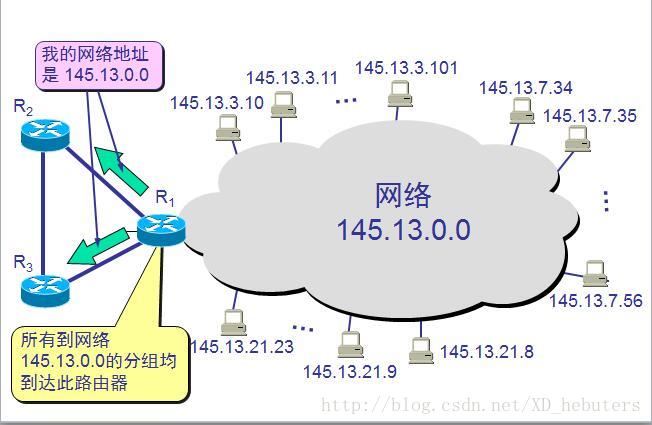 我的网络地址
是 145.13.0.0
145.13.3.10
145.13.3.11
...
145.13.3.101
145.13.7.34
145.13.7.35
...
R2
R1
R3
网络
145.13.0.0
145.13.7.56
所有到网络
145.13.0.0的分组均
到达此路由器
145.13.21.23
...
145.13.21.9
145.13.21.8
http://blog.csdn.net/XD_hebuters